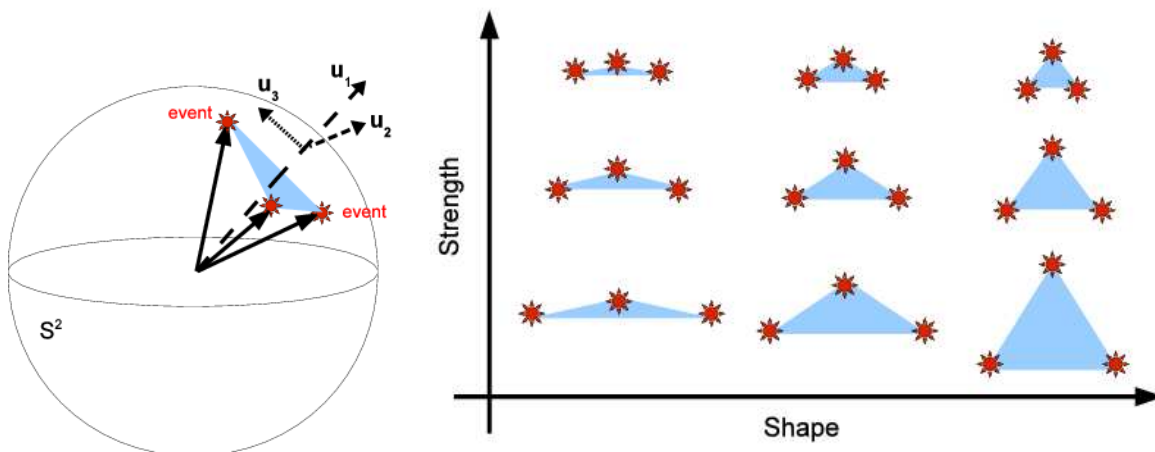 u1
u3
event
u2
event
S2
Strength
Shape